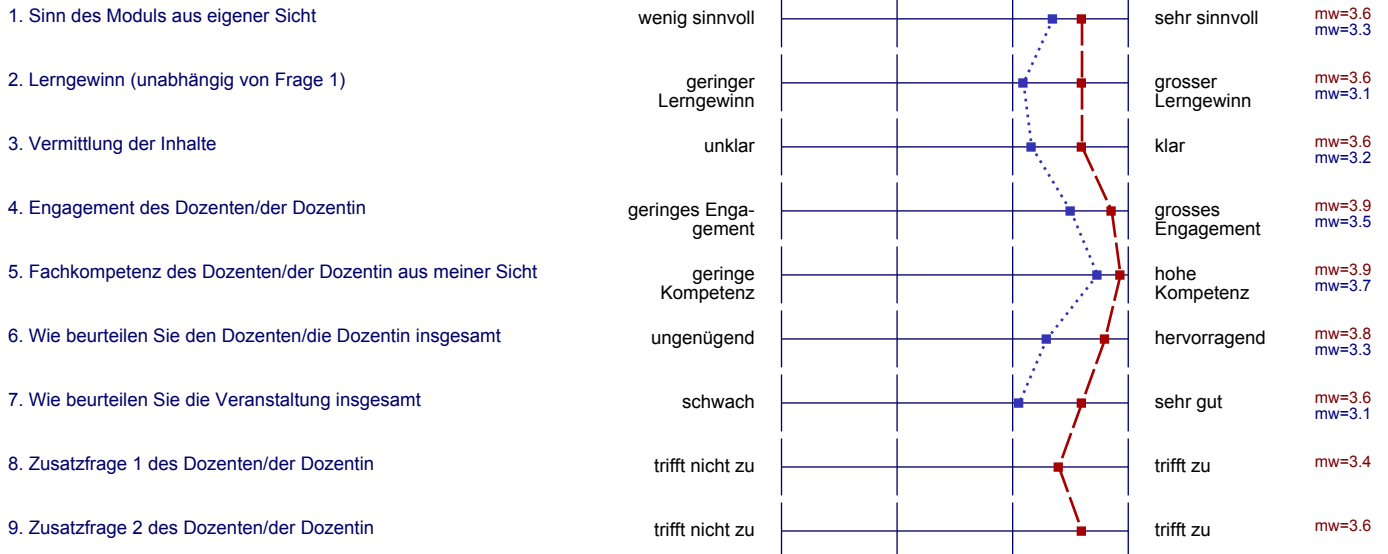 1. Sinn des Moduls aus eigener Sicht
wenig sinnvoll
sehr sinnvoll
mw=3.6
mw=3.3
2. Lerngewinn (unabhängig von Frage 1)
geringer
Lerngewinn
grosser
Lerngewinn
mw=3.6
mw=3.1
3. Vermittlung der Inhalte
unklar
klar
mw=3.6
mw=3.2
4. Engagement des Dozenten/der Dozentin
geringes Enga-
gement
grosses
Engagement
mw=3.9
mw=3.5
5. Fachkompetenz des Dozenten/der Dozentin aus meiner Sicht
geringe
Kompetenz
hohe
Kompetenz
mw=3.9
mw=3.7
6. Wie beurteilen Sie den Dozenten/die Dozentin insgesamt
ungenügend
hervorragend
mw=3.8
mw=3.3
7. Wie beurteilen Sie die Veranstaltung insgesamt
schwach
sehr gut
mw=3.6
mw=3.1
8. Zusatzfrage 1 des Dozenten/der Dozentin
trifft nicht zu
trifft zu
mw=3.4
9. Zusatzfrage 2 des Dozenten/der Dozentin
trifft nicht zu
trifft zu
mw=3.6